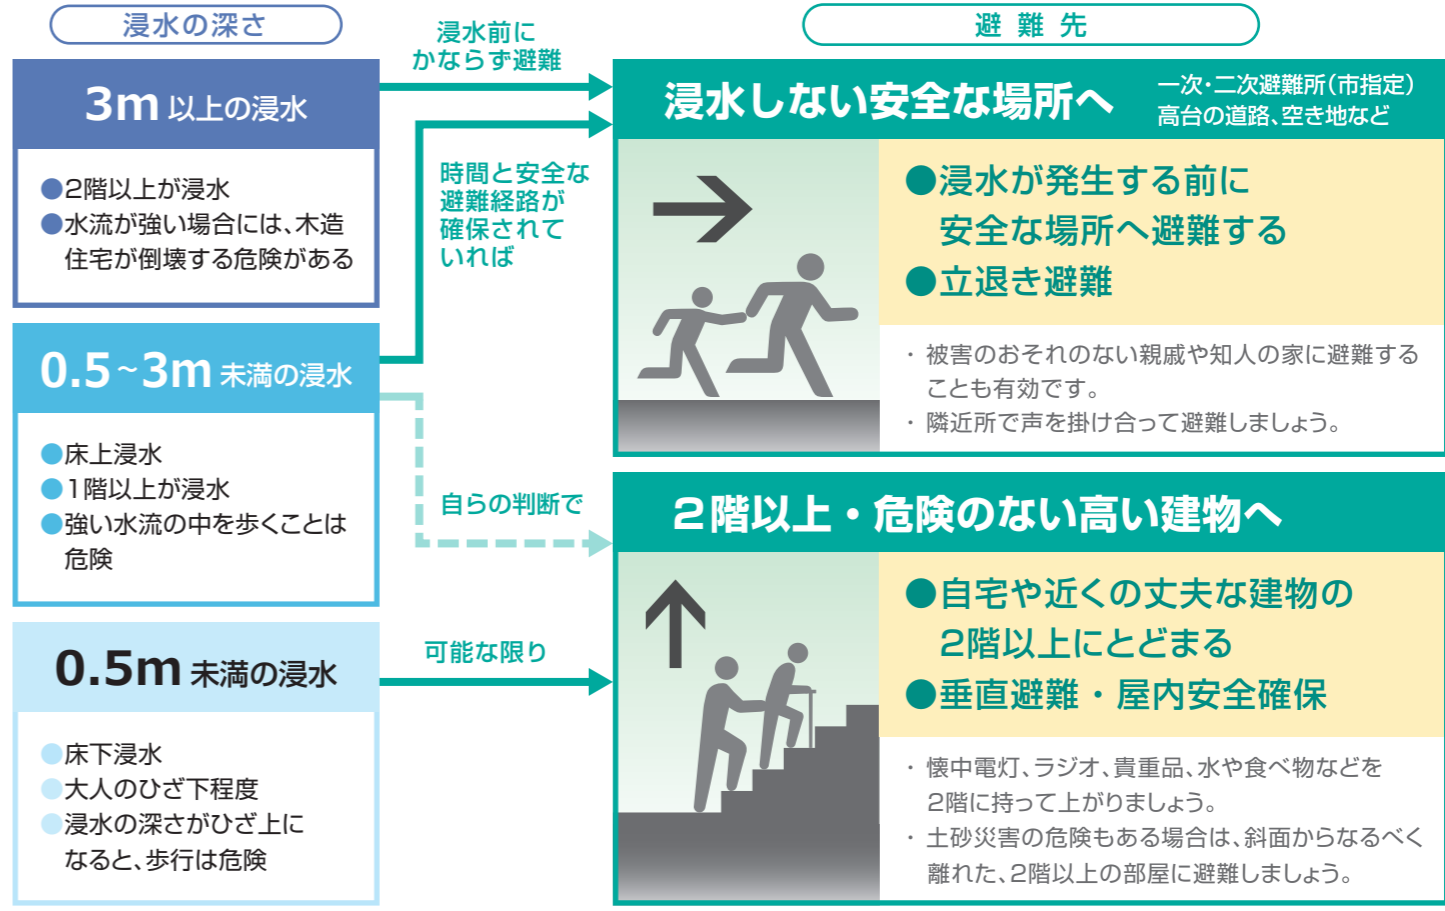 浸水の深さ
3m 以上の浸水
●2階以上が浸水
●水流が強い場合には、木造
住宅が倒壊する危険がある
0.5～3m 未満の浸水
●床上浸水
●1階以上が浸水
●強い水流の中を歩くことは
危険
0.5m 未満の浸水
●床下浸水
●大人のひざ下程度
●浸水の深さがひざ上に
なると、歩行は危険
浸水前に
かならず避難
時間と安全な
避難経路が
確保されて
いれば
自らの判断で
可能な限り
避難先
浸水しない安全な場所へ
一次・二次避難所(市指定)
高台の道路、空き地など
●浸水が発生する前に
安全な場所へ避難する
●立退き避難
・ 被害のおそれのない親戚や知人の家に避難する
ことも有効です。
・ 隣近所で声を掛け合って避難しましょう。
2階以上・危険のない高い建物へ
●自宅や近くの丈夫な建物の
2階以上にとどまる
●垂直避難・屋内安全確保
・ 懐中電灯、ラジオ、貴重品、水や食べ物などを
2階に持って上がりましょう。
・ 土砂災害の危険もある場合は、斜面からなるべく
離れた、2階以上の部屋に避難しましょう。